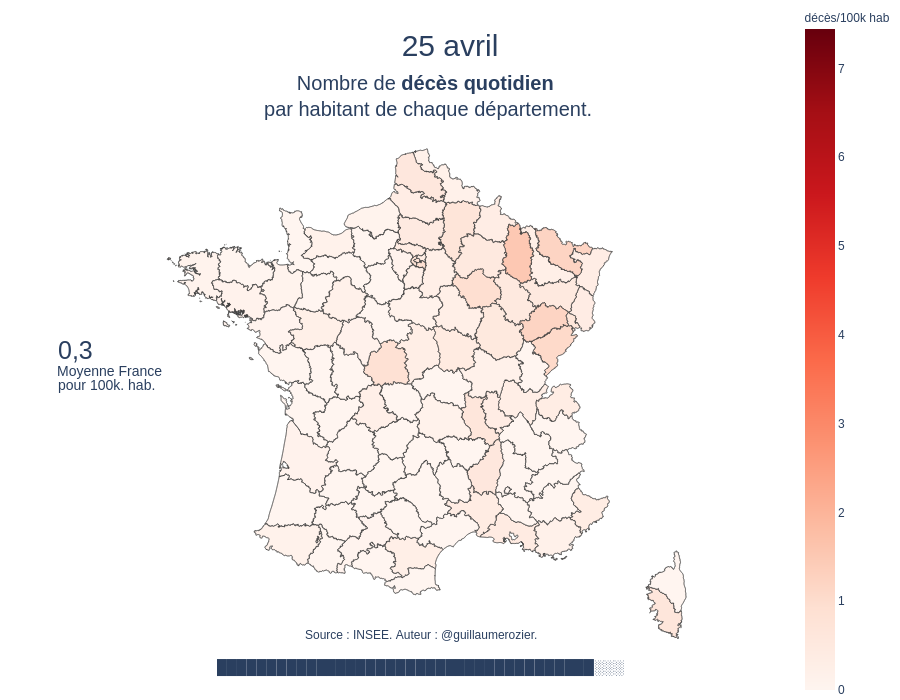 décès/100k hab
25 avril
Nombre de décès quotidien
par habitant de chaque département.
7
6
5
4
3
2
1
0
0,3
Moyenne France
pour 100k. hab.
Source : INSEE. Auteur : @guillaumerozier.